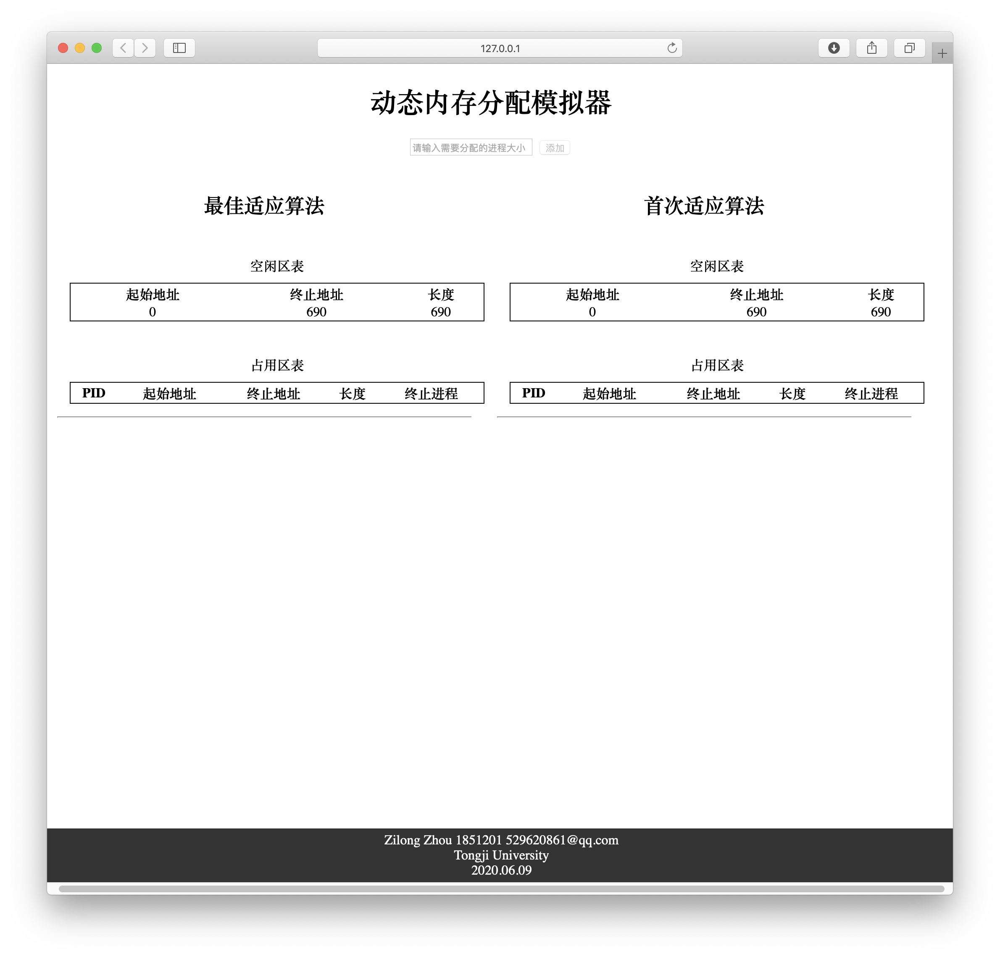 127.0.0.1
动态内存分配模拟器
请输入需要分配的进程大小 添加
最佳适应算法
空闲区表
起始地址 终止地址 长度
0 690 690
占用区表
PID 起始地址 终止地址 长度 终止进程
首次适应算法
空闲区表
起始地址 终止地址 长度
0 690 690
占用区表
PID 起始地址 终止地址 长度 终止进程
Zilong Zhou 1851201 529620861@qq.com
Tongji University
2020.06.09